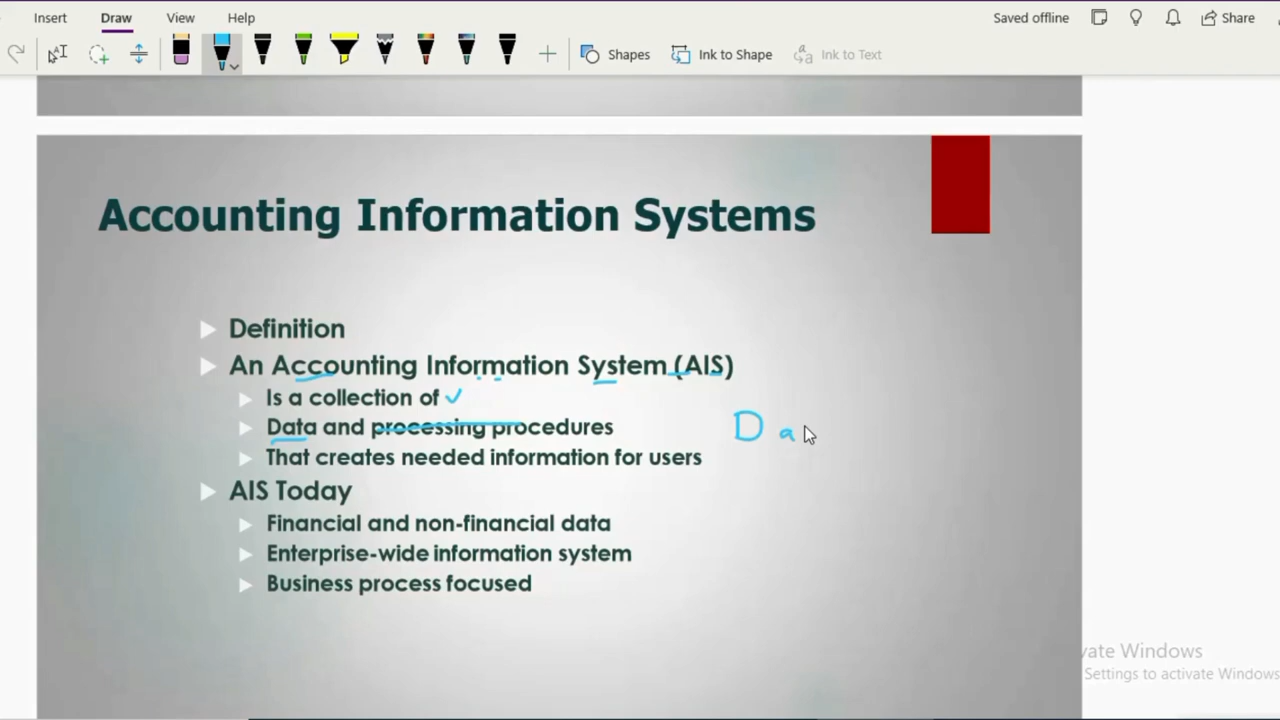 Insert Draw View Help Saved offline Share
Shapes Ink to Shape Ink to Text
Accounting Information Systems
Definition
An Accounting Information System (AIS)
Is a collection of
Data and processing procedures
D a
That creates needed information for users
AIS Today
Financial and non-financial data
Enterprise-wide information system
Business process focused
vate Windows
Settings to activate Windows